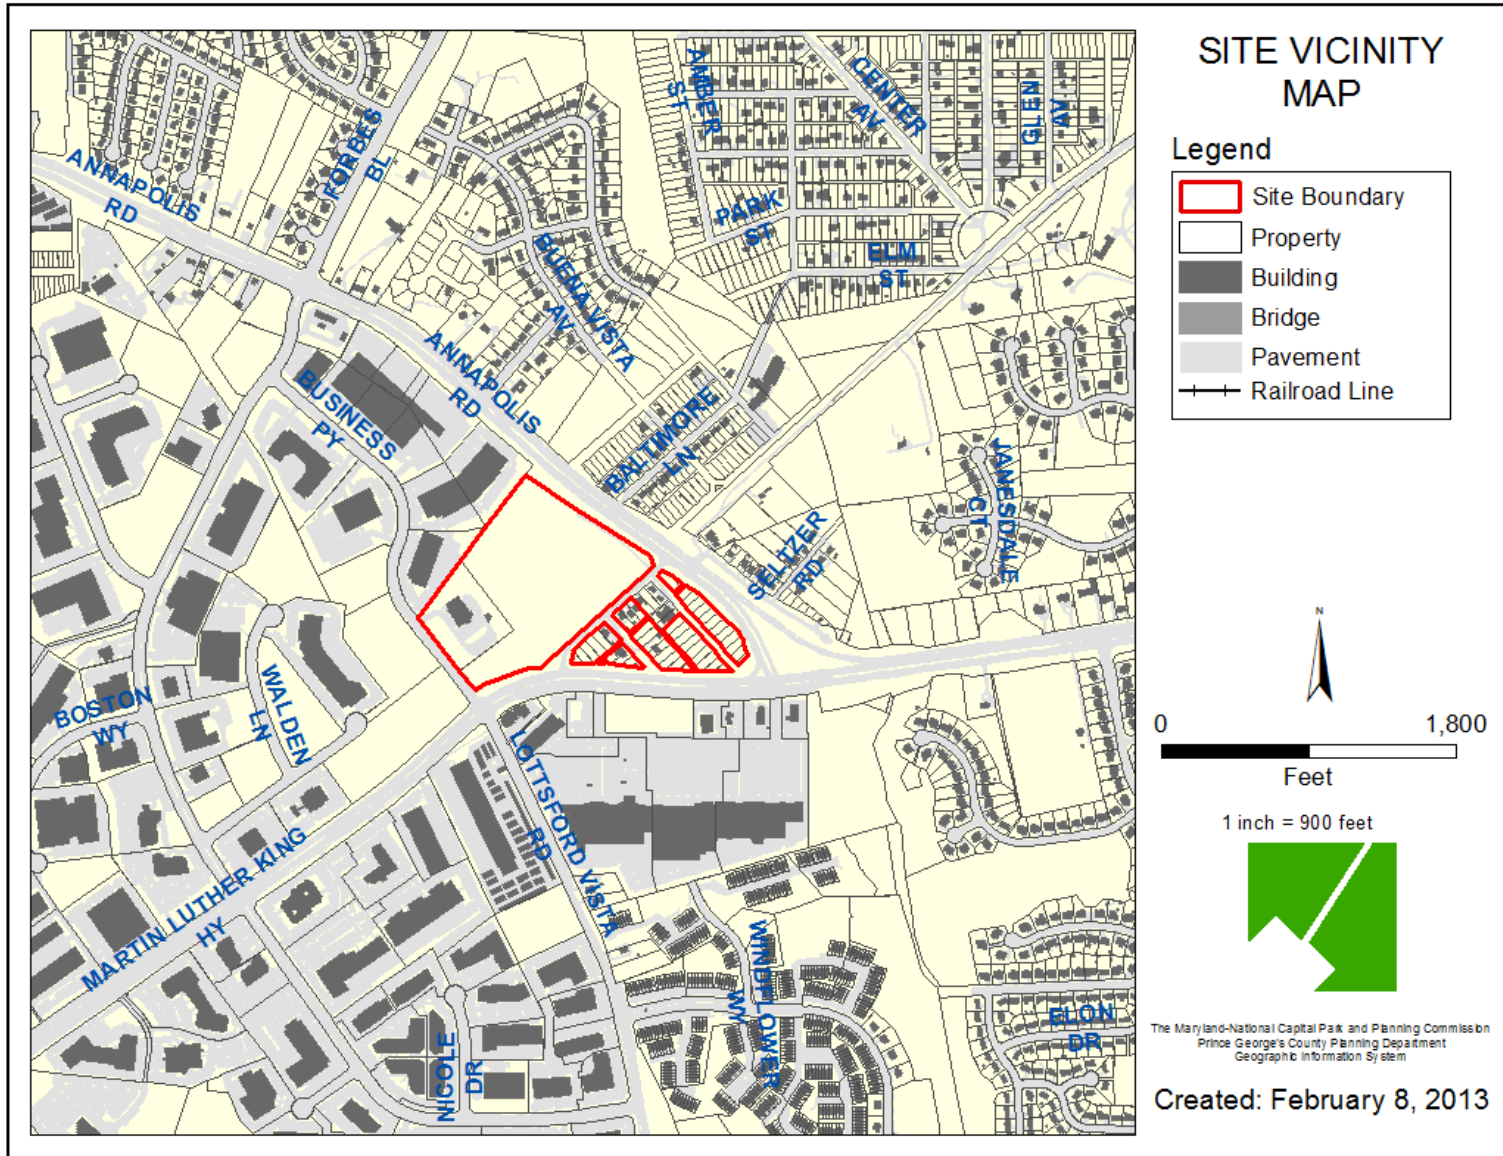 SITE VICINITY
MAP
Legend
Site Boundary
Property
Building
Bridge
Pavement
Railroad Line
N
0 1,800
Feet
1 inch = 900 feet
The Maryland-National Capital Park and Planning Commission
Prince George's County Planning Department
Geographic Information System
Created: February 8, 2013
ANNAPOLIS
RD
FORBES
BL
AMBER
ST
CENTER
AV
GLEN
AV
PARK
ST
ELM
ST
BUENA VISTA
AV
ANNAPOLIS
RD
BUSINESS
PY
BALTIMORE
LN
JANESDALE
CT
SELTZER
RD
BOSTON
WY
WALDEN
LN
LOTTSFORD VISTA
RD
MARTIN LUTHER KING
HY
WINDFLOWER
WY
NICOLE
DR
ELON
DR